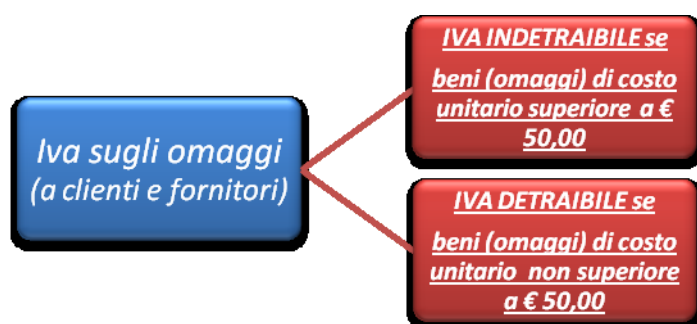 Iva sugli omaggi
(a clienti e fornitori)
IVA INDETRAIBILE se
beni (omaggi) di costo
unitario superiore a €
50,00
IVA DETRAIBILE se
beni (omaggi) di costo
unitario non superiore
a € 50,00